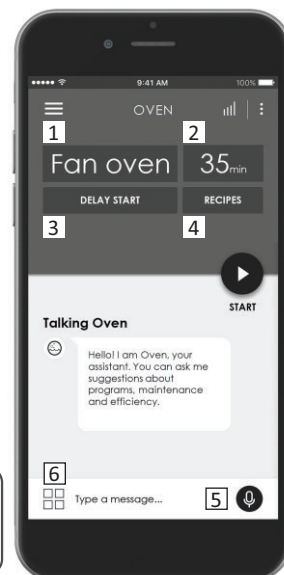 9:41 AM 100%
OVEN
1 2
Fan oven 35min
DELAY START RECIPES
3 4
START
Talking Oven
Hello! I am Oven, your
assistant. You can ask me
suggestions about
programs, maintenance
and efficiency.
6
Type a message... 5